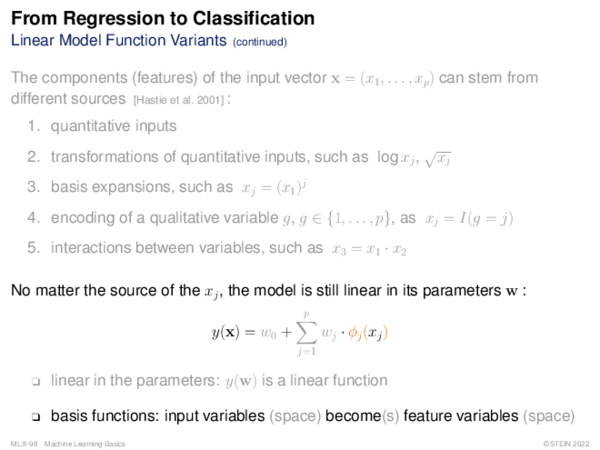 From Regression to Classification
Linear Model Function Variants (continued)
The components (features) of the input vector x = (x₁, . . . , xₚ) can stem from
different sources [Hastie et al. 2001] :
1. quantitative inputs
2. transformations of quantitative inputs, such as log xⱼ, √xⱼ
3. basis expansions, such as xⱼ = (x₁)ʲ
4. encoding of a qualitative variable g, g ∈ {1, . . . , p}, as xⱼ = I(g = j)
5. interactions between variables, such as x₃ = x₁ · x₂
No matter the source of the xⱼ, the model is still linear in its parameters w :
y(x) = w₀ + ∑ⱼ₌₁ᵖ wⱼ · ϕⱼ(xⱼ)
❑ linear in the parameters: y(w) is a linear function
❑ basis functions: input variables (space) become(s) feature variables (space)
ML:II-98 Machine Learning Basics ©STEIN 2022